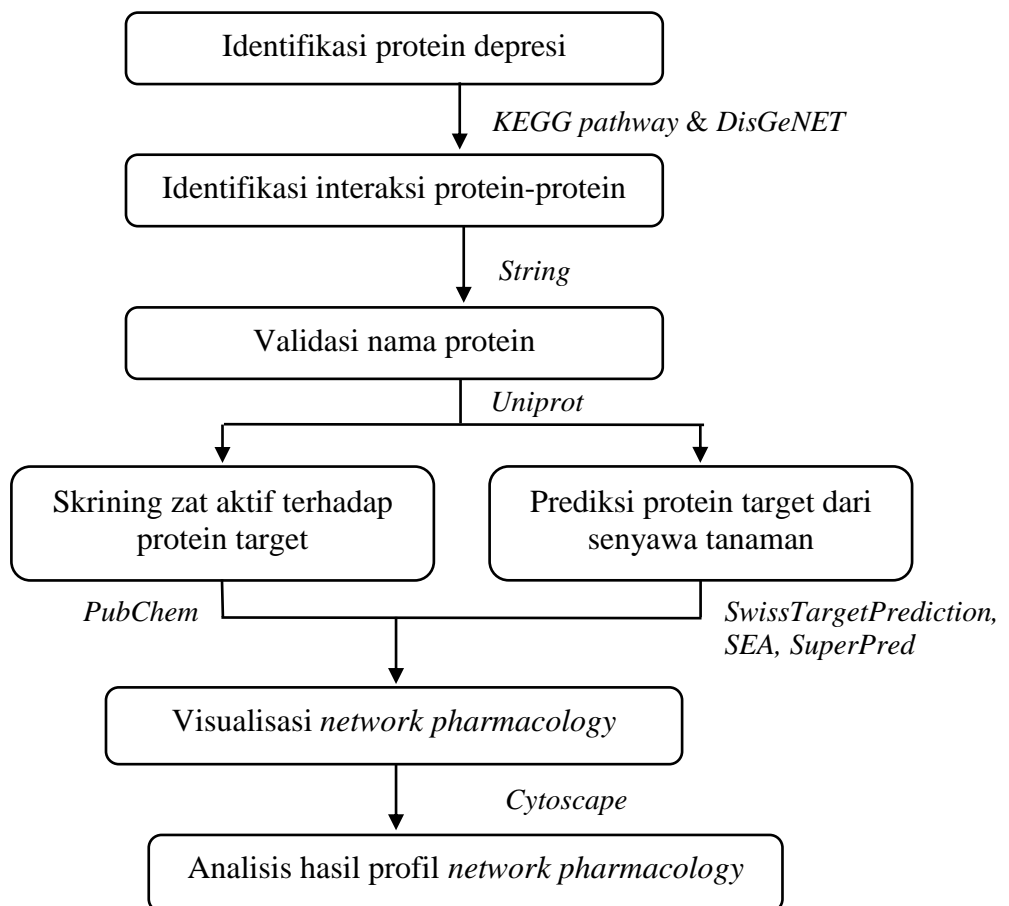 Identifikasi protein depresi
KEGG pathway & DisGeNET
Identifikasi interaksi protein-protein
String
Validasi nama protein
Uniprot
Skrining zat aktif terhadap
protein target
Prediksi protein target dari
senyawa tanaman
PubChem
SwissTargetPrediction,
SEA, SuperPred
Visualisasi network pharmacology
Cytoscape
Analisis hasil profil network pharmacology